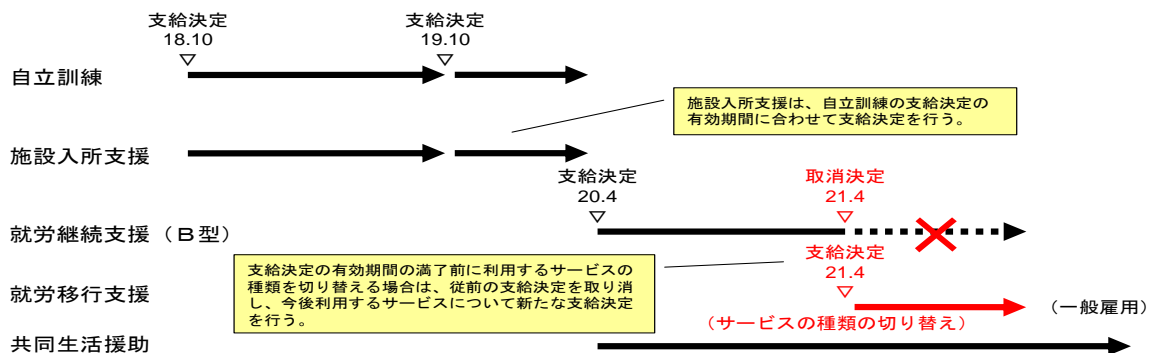 支給決定
18.10
▽
支給決定
19.10
▽
自立訓練
施設入所支援は、自立訓練の支給決定の
有効期間に合わせて支給決定を行う。
施設入所支援
支給決定
20.4
▽
取消決定
21.4
▽
就労継続支援（Ｂ型）
支給決定
21.4
▽
支給決定の有効期間の満了前に利用するサービスの
種類を切り替える場合は、従前の支給決定を取り消
し、今後利用するサービスについて新たな支給決定
を行う。
就労移行支援
（一般雇用）
（サービスの種類の切り替え）
共同生活援助